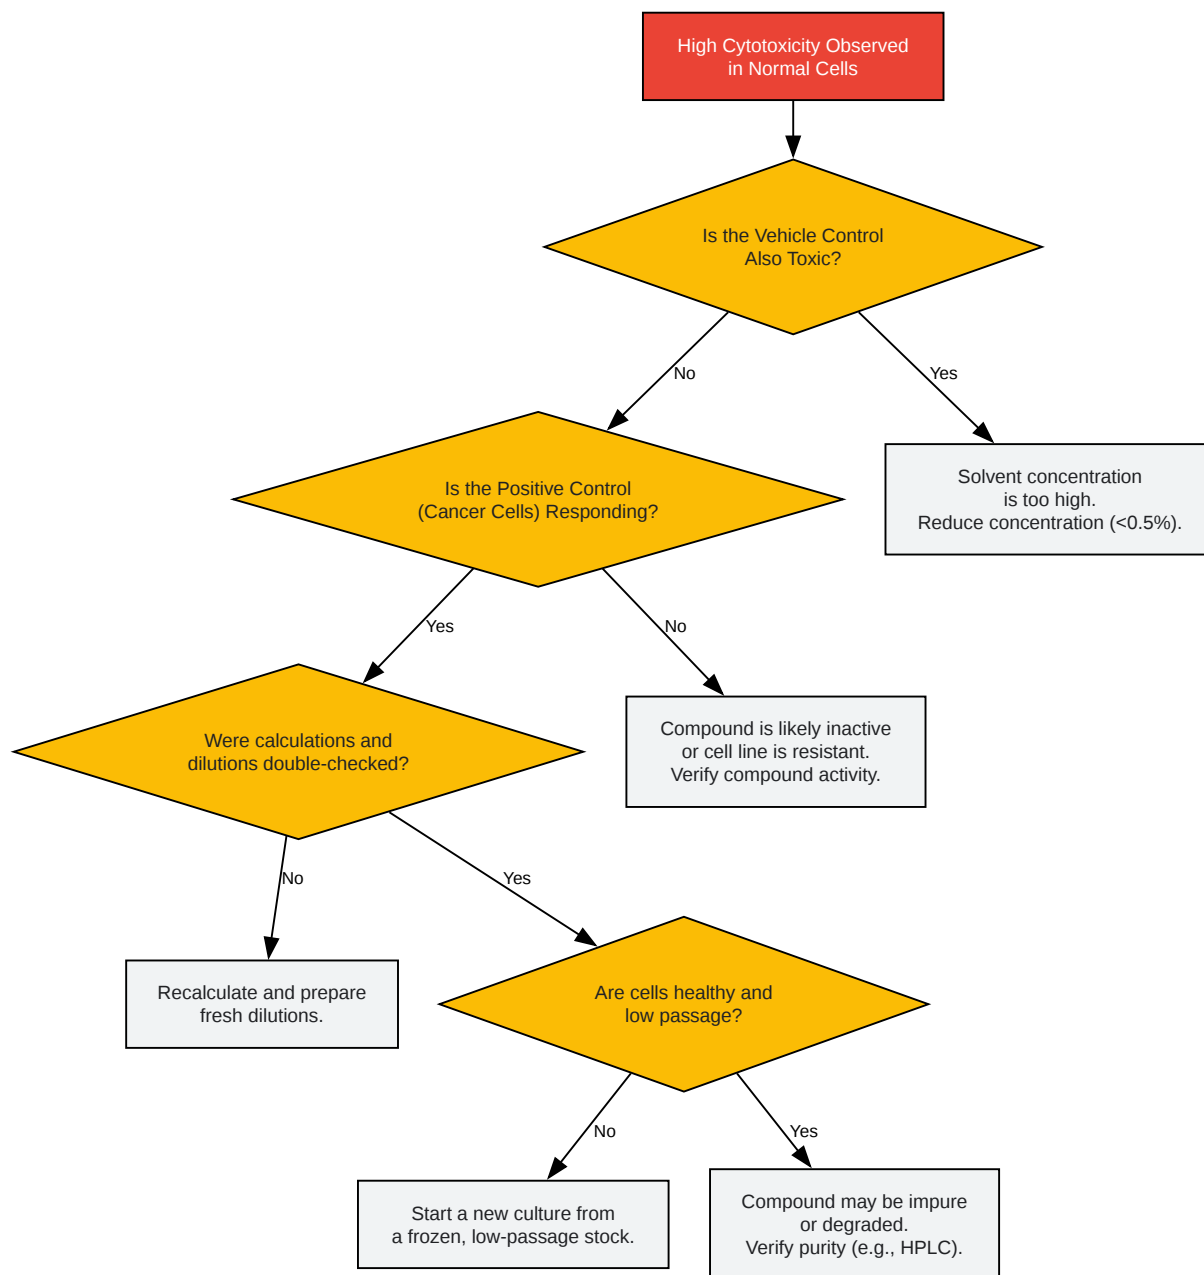 High Cytotoxicity Observed
in Normal Cells
Is the Vehicle Control
Also Toxic?
No
Yes
Is the Positive Control
(Cancer Cells) Responding?
Solvent concentration
is too high.
Reduce concentration (<0.5%).
Yes
No
Were calculations and
dilutions double-checked?
Compound is likely inactive
or cell line is resistant.
Verify compound activity.
No
Yes
Recalculate and prepare
fresh dilutions.
Are cells healthy and
low passage?
No
Yes
Start a new culture from
a frozen, low-passage stock.
Compound may be impure
or degraded.
Verify purity (e.g., HPLC).